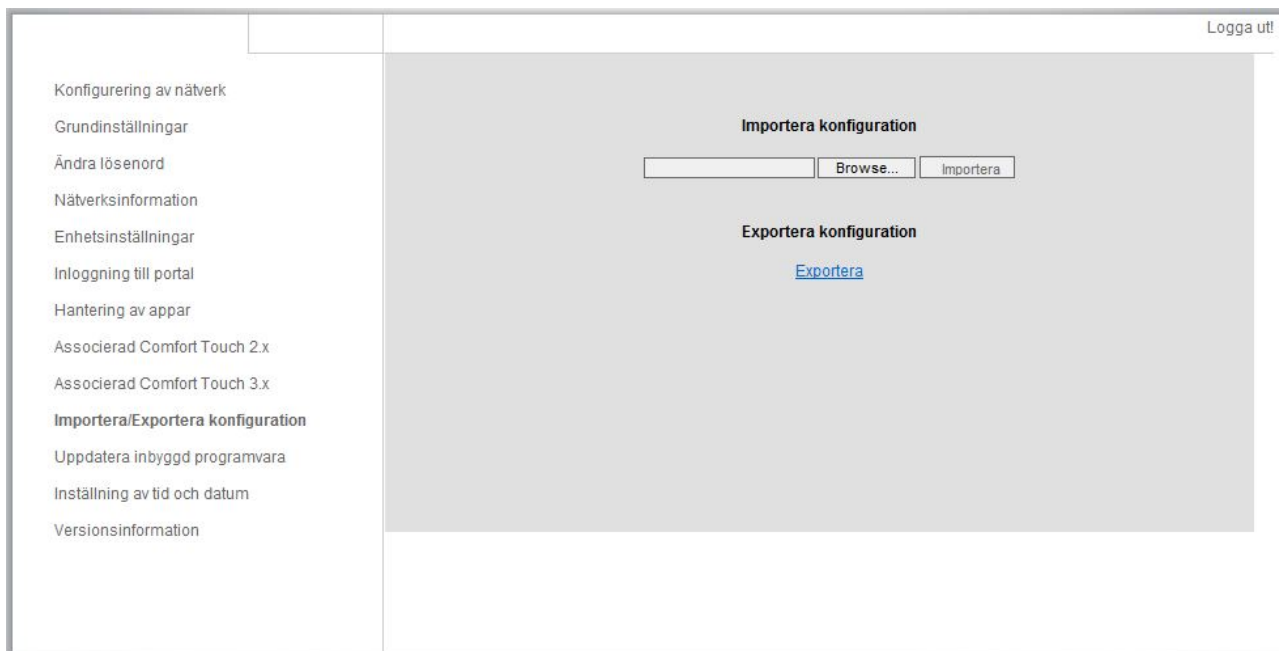 Logga ut!
Konfigurering av nätverk
Grundinställningar
Ändra lösenord
Nätverksinformation
Enhetsinställningar
Inloggning till portal
Hantering av appar
Associerad Comfort Touch 2.x
Associerad Comfort Touch 3.x
Importera/Exportera konfiguration
Uppdatera inbyggd programvara
Inställning av tid och datum
Versionsinformation
Importera konfiguration
Browse... Importera
Exportera konfiguration
Exportera